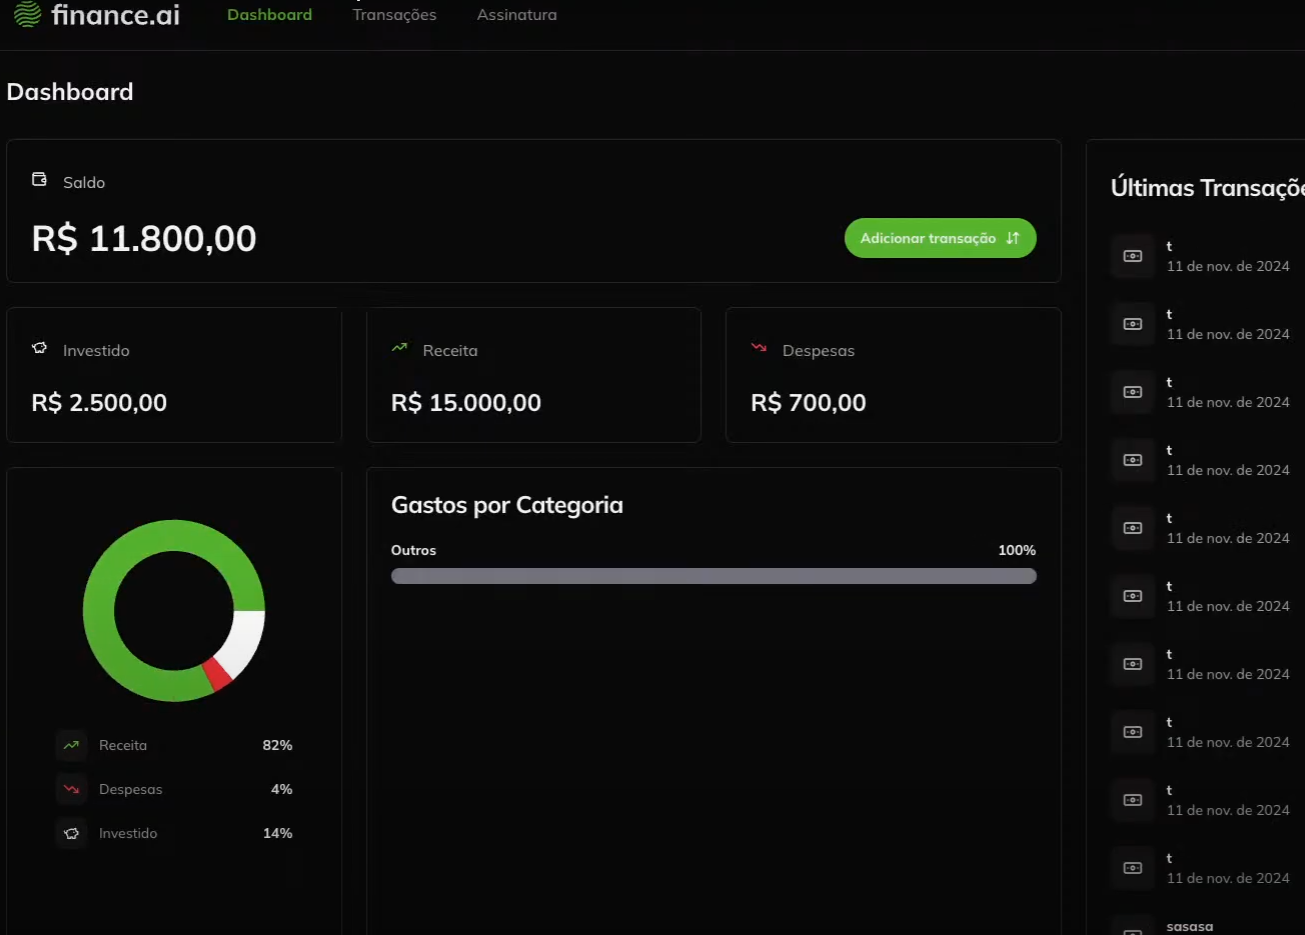 finance.ai Dashboard Transações Assinatura
Dashboard
Saldo
R$ 11.800,00
Adicionar transação
Investido
R$ 2.500,00
Receita
R$ 15.000,00
Despesas
R$ 700,00
Receita 82%
Despesas 4%
Investido 14%
Gastos por Categoria
Outros 100%
Últimas Transaçõe
t
11 de nov. de 2024
t
11 de nov. de 2024
t
11 de nov. de 2024
t
11 de nov. de 2024
t
11 de nov. de 2024
t
11 de nov. de 2024
t
11 de nov. de 2024
t
11 de nov. de 2024
t
11 de nov. de 2024
t
11 de nov. de 2024
sasasa